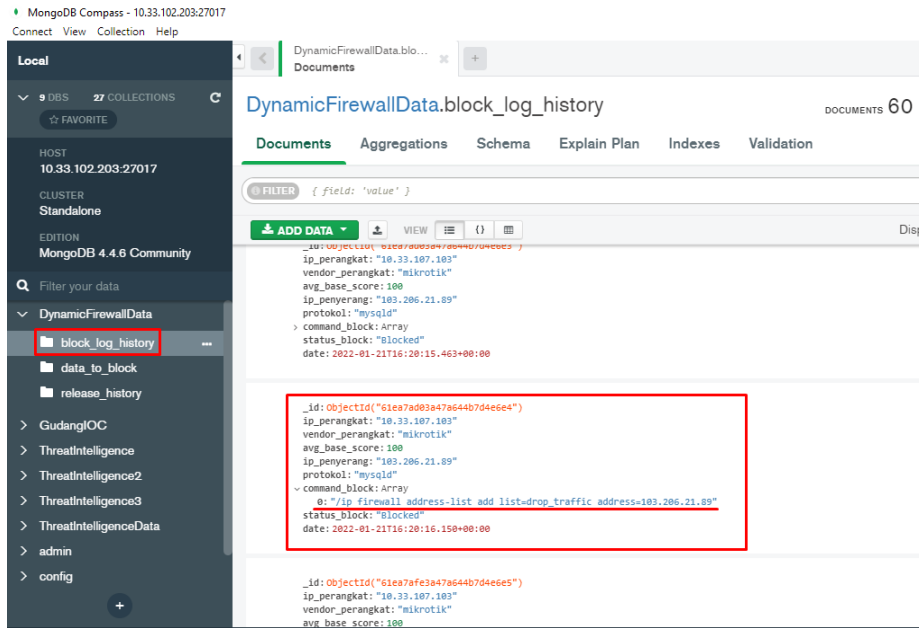 MongoDB Compass - 10.33.102.203:27017
Connect View Collection Help
Local
9 DBS 27 COLLECTIONS
FAVORITE
HOST
10.33.102.203:27017
CLUSTER
Standalone
EDITION
MongoDB 4.4.6 Community
Filter your data
DynamicFirewallData
block_log_history
data_to_block
release_history
GudangIOC
ThreatIntelligence
ThreatIntelligence2
ThreatIntelligence3
ThreatIntelligenceData
admin
config
DynamicFirewallData.blo...
Documents
DynamicFirewallData.block_log_history
DOCUMENTS 60
Documents Aggregations Schema Explain Plan Indexes Validation
FILTER { field: 'value' }
ADD DATA VIEW {} Disp
_id:ObjectId("61ea7ad03a47a644b7d4e6e3")
ip_perangkat:"10.33.107.103"
vendor_perangkat:"mikrotik"
avg_base_score:100
ip_penyerang:"103.206.21.89"
protokol:"mysqld"
command_block:Array
status_block:"Blocked"
date:2022-01-21T16:20:15.463+00:00
_id:ObjectId("61ea7ad03a47a644b7d4e6e4")
ip_perangkat:"10.33.107.103"
vendor_perangkat:"mikrotik"
avg_base_score:100
ip_penyerang:"103.206.21.89"
protokol:"mysqld"
command_block:Array
0:"/ip firewall address-list add list=drop_traffic address=103.206.21.89"
status_block:"Blocked"
date:2022-01-21T16:20:16.150+00:00
_id:ObjectId("61ea7afe3a47a644b7d4e6e5")
ip_perangkat:"10.33.107.103"
vendor_perangkat:"mikrotik"
avg_base_score:100